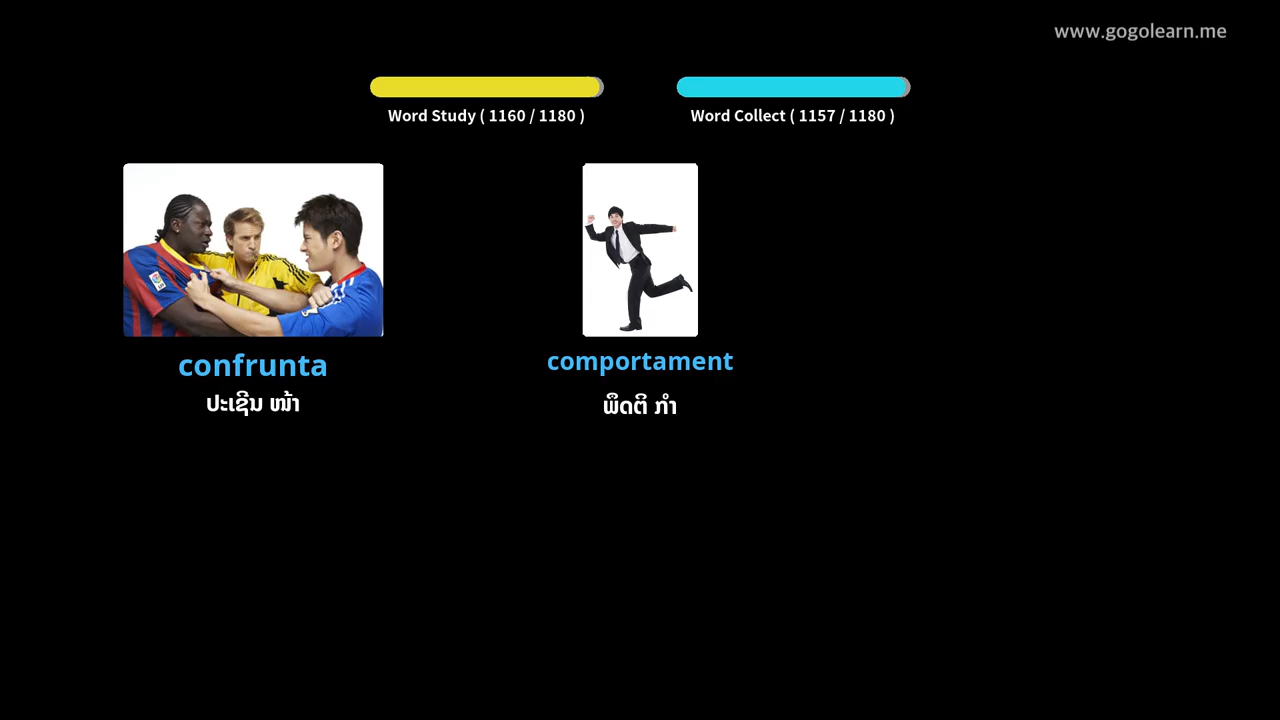 www.gogolearn.me
Word Study ( 1160 / 1180 )
Word Collect ( 1157 / 1180 )
confrunta
ປະເຊີນ ໜ້າ
comportament
ພຶດຕິ ກຳ